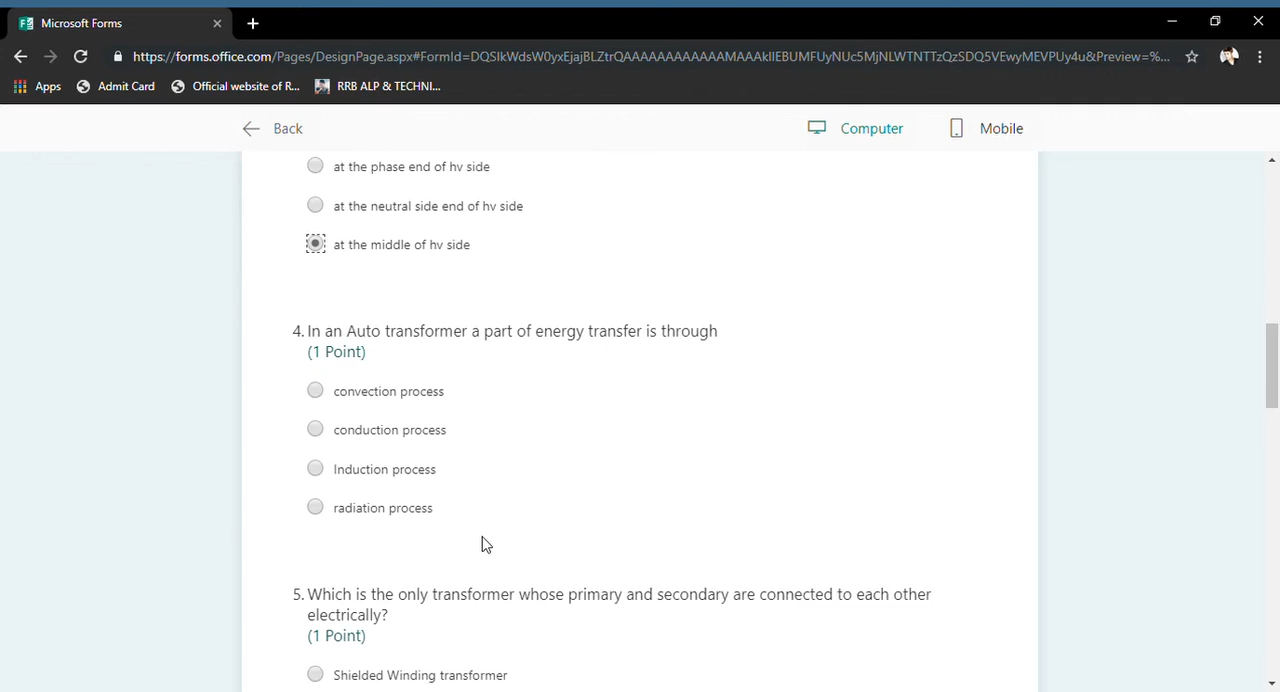 Microsoft Forms
https://forms.office.com/Pages/DesignPage.aspx#FormId=DQSIkWdsW0yxEjajBLZtrQAAAAAAAAAAAAMAAklIEBUMFUyNUc5MjNLWTNTTzQzSDQ5VEwyMEVPUy4u&Preview=%...
Apps Admit Card Official website of R... RRB ALP & TECHNI...
Back Computer Mobile
at the phase end of hv side
at the neutral side end of hv side
at the middle of hv side
4. In an Auto transformer a part of energy transfer is through
(1 Point)
convection process
conduction process
Induction process
radiation process
5. Which is the only transformer whose primary and secondary are connected to each other
electrically?
(1 Point)
Shielded Winding transformer